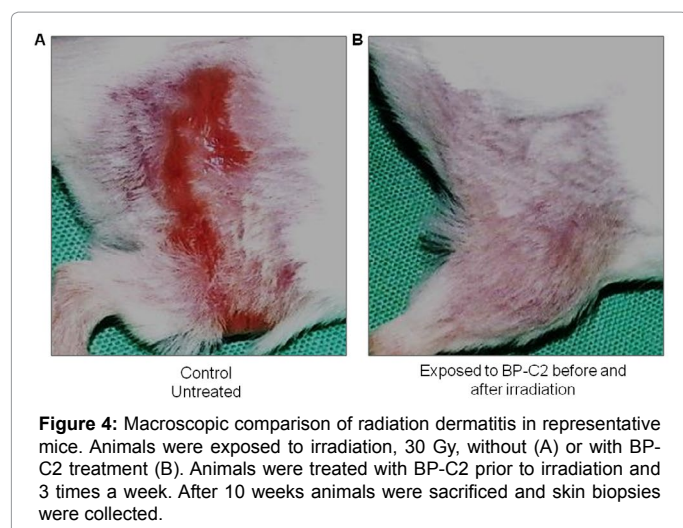 A
B
Control
Untreated
Exposed to BP-C2 before and
after irradiation
Figure 4: Macroscopic comparison of radiation dermatitis in representative
mice. Animals were exposed to irradiation, 30 Gy, without (A) or with BP-
C2 treatment (B). Animals were treated with BP-C2 prior to irradiation and
3 times a week. After 10 weeks animals were sacrificed and skin biopsies
were collected.